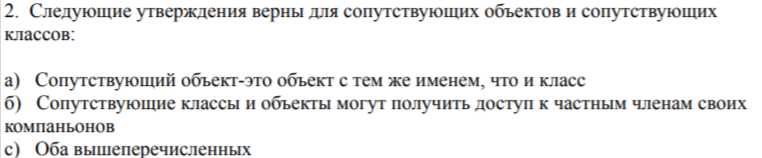 2. Следующие утверждения верны для сопутствующих объектов и сопутствующих
классов:
а) Сопутствующий объект-это объект с тем же именем, что и класс
б) Сопутствующие классы и объекты могут получить доступ к частным членам своих
компаньонов
с) Оба вышеперечисленных